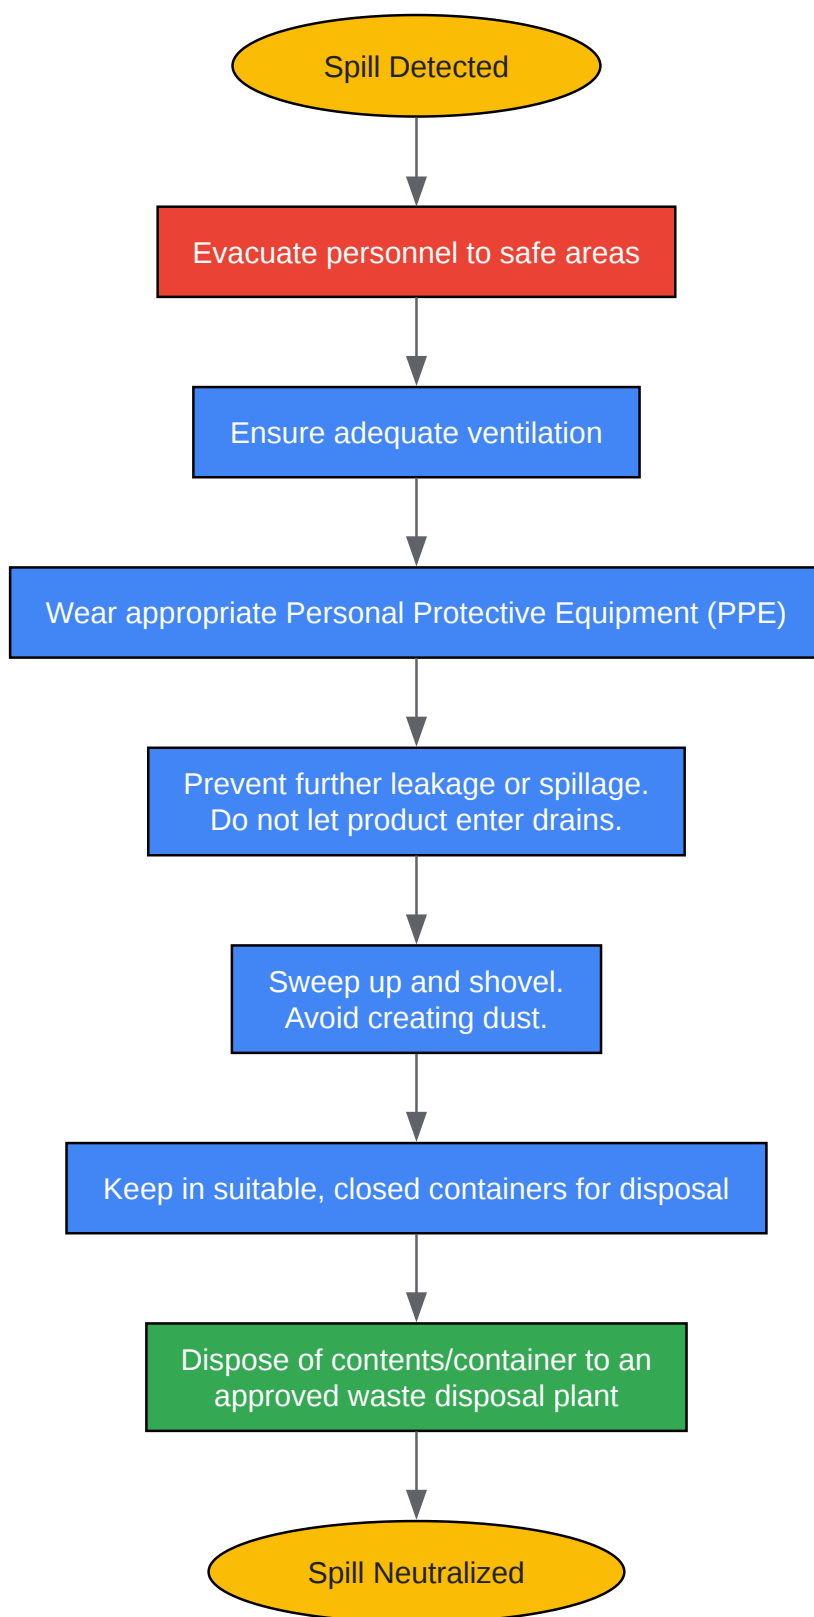 Spill Detected
Evacuate personnel to safe areas
Ensure adequate ventilation
Wear appropriate Personal Protective Equipment (PPE)
Prevent further leakage or spillage.
Do not let product enter drains.
Sweep up and shovel.
Avoid creating dust.
Keep in suitable, closed containers for disposal
Dispose of contents/container to an
approved waste disposal plant
Spill Neutralized